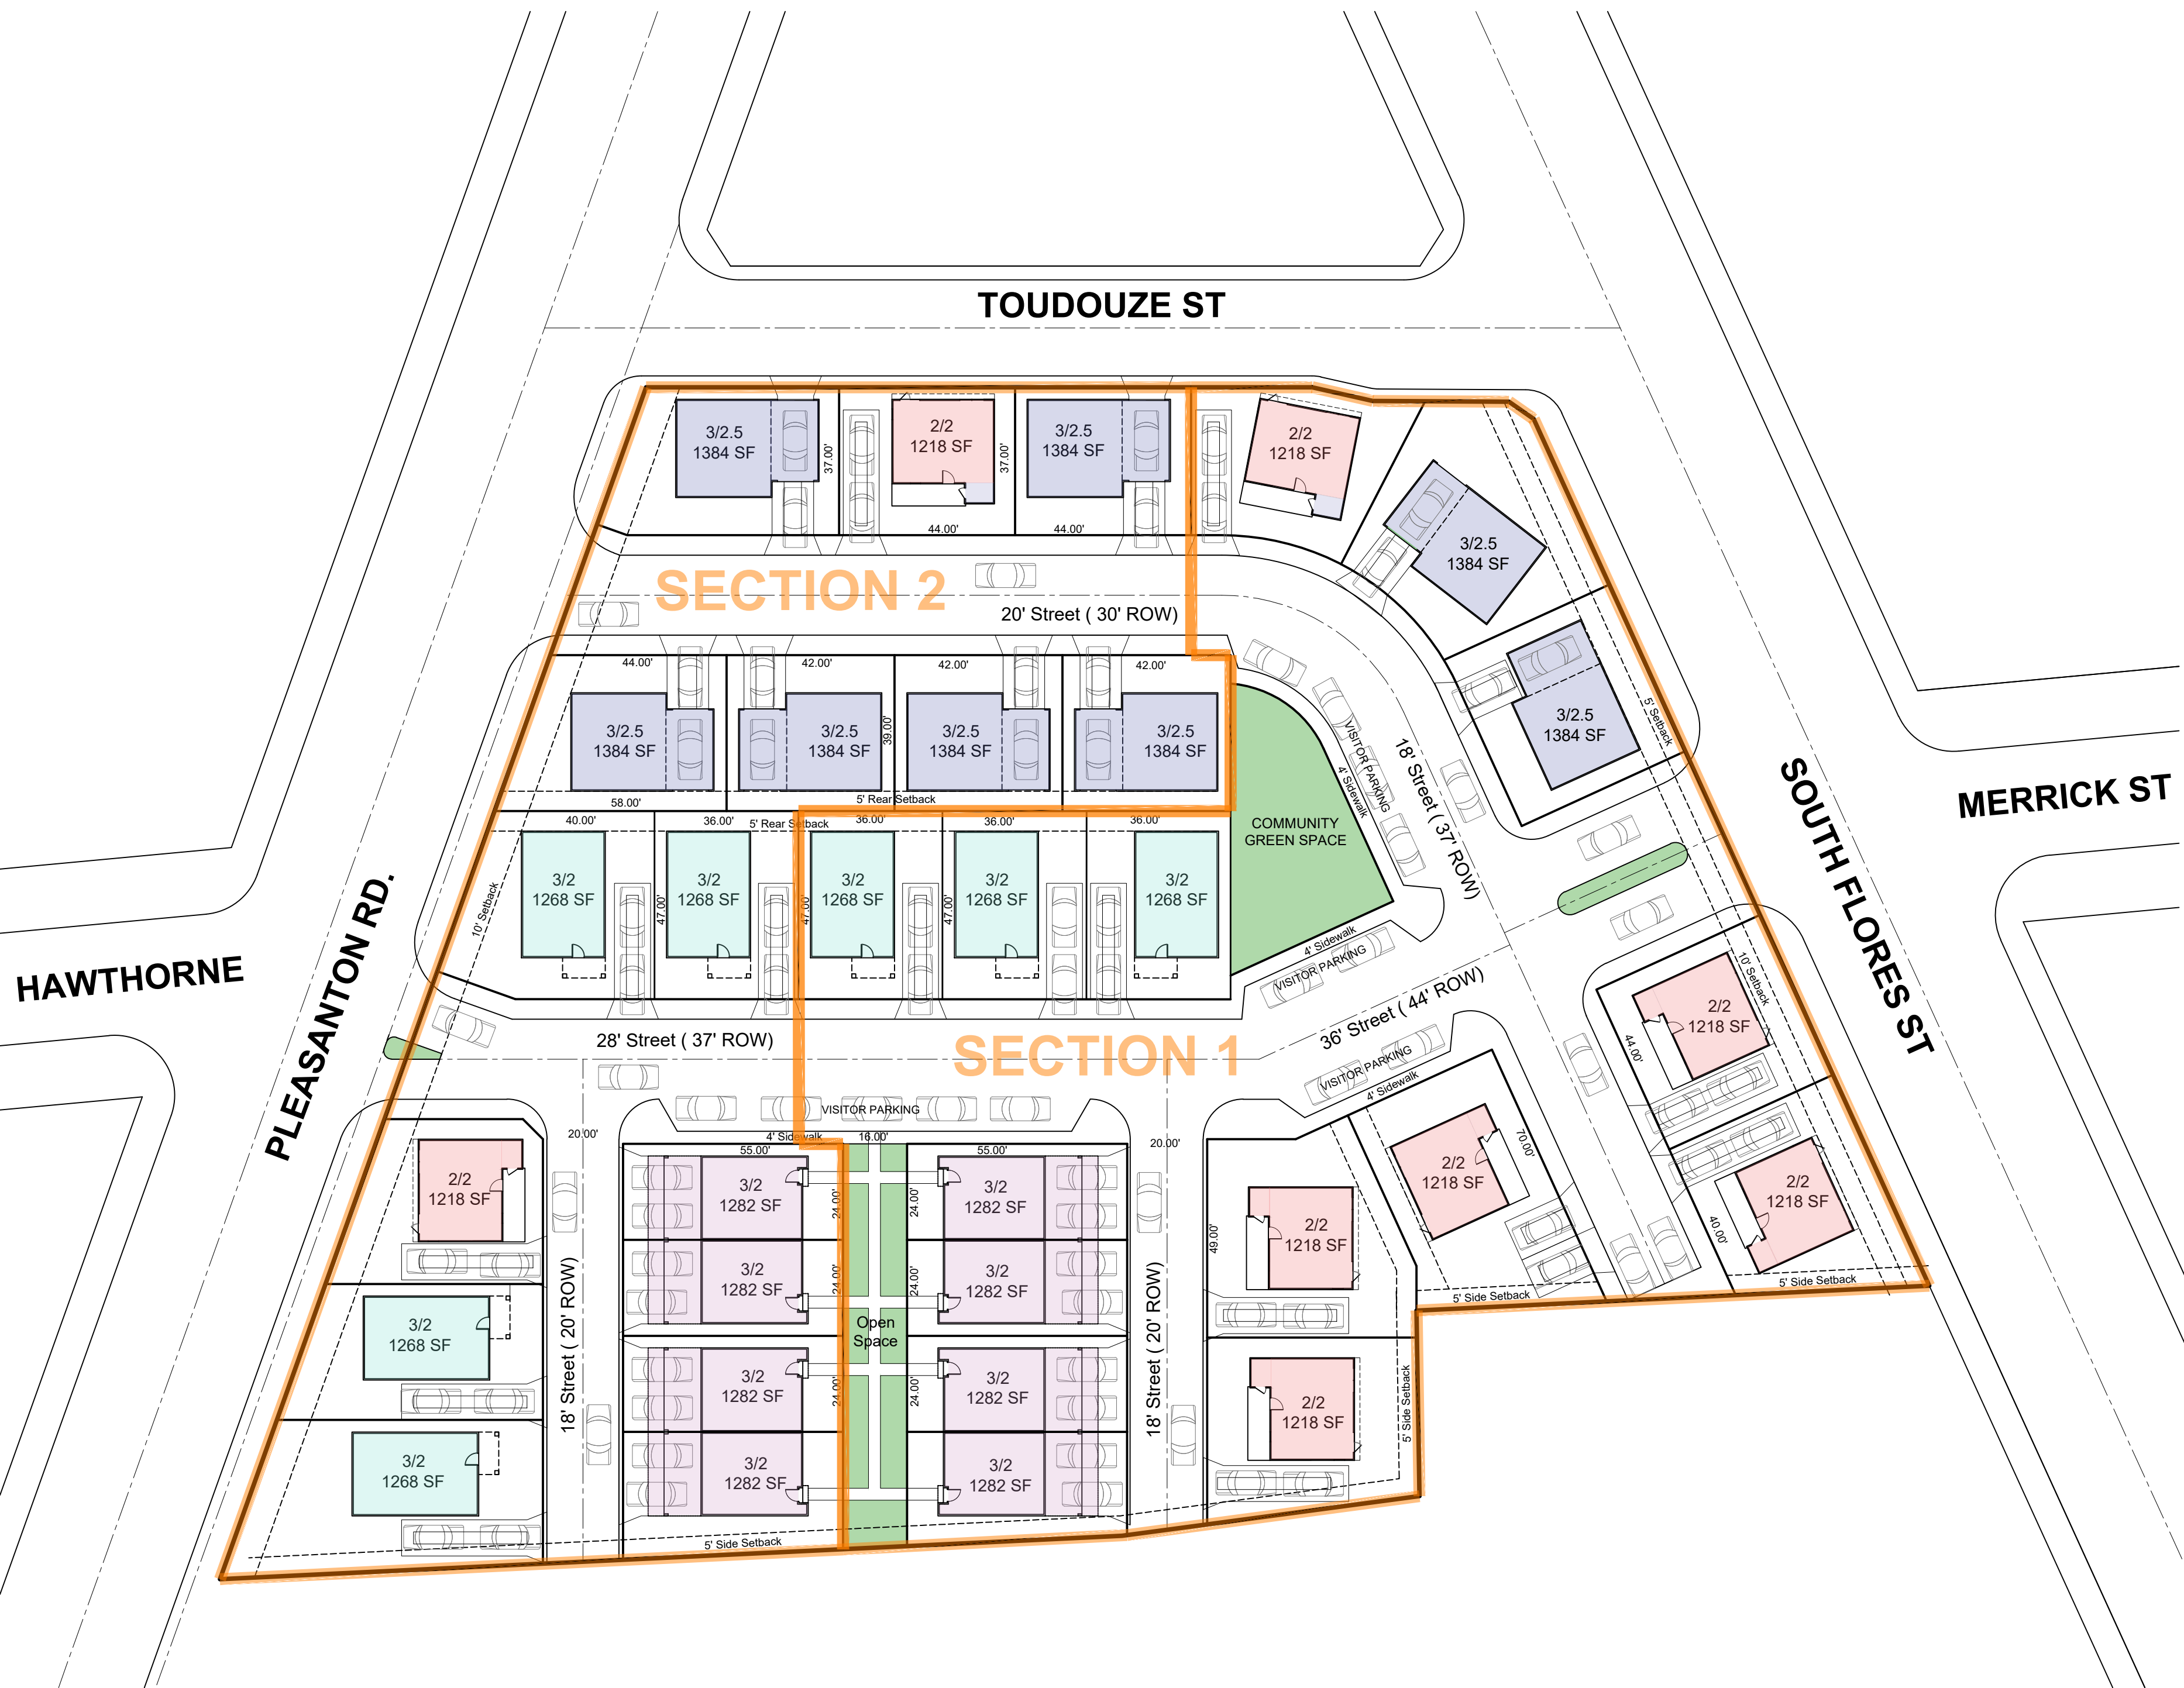 TOUDOUZE ST
3/2.5
1384 SF
37.00'
2/2
1218 SF
37.00'
3/2.5
1384 SF
2/2
1218 SF
44.00'
44.00'
3/2.5
1384 SF
SECTION 2
20' Street ( 30' ROW)
44.00'
42.00'
42.00'
42.00'
3/2.5
1384 SF
3/2.5
1384 SF
39.00'
3/2.5
1384 SF
3/2.5
1384 SF
3/2.5
1384 SF
5' Setback
VISITOR PARKING
4' Sidewalk
18' Street ( 37' ROW)
58.00'
5' Rear Setback
40.00'
36.00'
5' Rear Setback
36.00'
36.00'
36.00'
COMMUNITY
GREEN SPACE
SOUTH FLORES ST
MERRICK ST
HAWTHORNE
PLEASANTON RD.
10' Setback
3/2
1268 SF
47.00'
3/2
1268 SF
47.00'
3/2
1268 SF
47.00'
3/2
1268 SF
3/2
1268 SF
4' Sidewalk
VISITOR PARKING
10' Setback
2/2
1218 SF
44.00'
28' Street ( 37' ROW)
SECTION 1
36' Street ( 44' ROW)
VISITOR PARKING
4' Sidewalk
VISITOR PARKING
20.00'
4' Sidewalk
16.00'
20.00'
55.00'
55.00'
70.00'
2/2
1218 SF
3/2
1282 SF
24.00'
24.00'
3/2
1282 SF
2/2
1218 SF
2/2
1218 SF
40.00'
49.00'
2/2
1218 SF
3/2
1282 SF
24.00'
24.00'
3/2
1282 SF
5' Side Setback
5' Side Setback
3/2
1268 SF
18' Street ( 20' ROW)
Open
Space
18' Street ( 20' ROW)
3/2
1282 SF
24.00'
24.00'
3/2
1282 SF
2/2
1218 SF
5' Side Setback
3/2
1268 SF
3/2
1282 SF
3/2
1282 SF
5' Side Setback